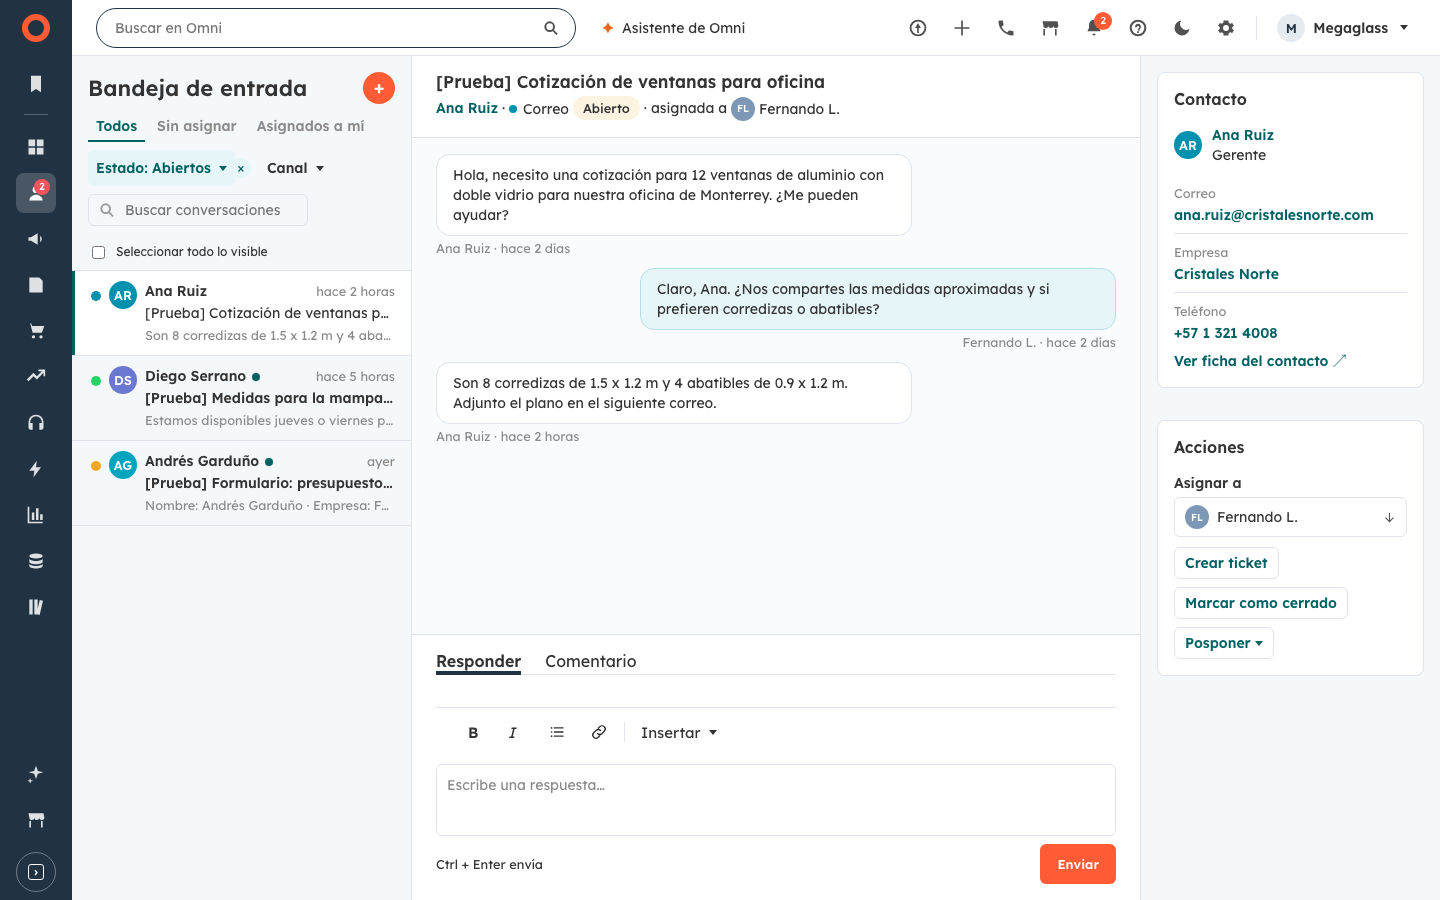 Buscar en Omni
Asistente de Omni
2
M
Megaglass
2
Bandeja de entrada
+
Todos
Sin asignar
Asignados a mí
Estado: Abiertos
×
Canal
Buscar conversaciones
Seleccionar todo lo visible
AR
Ana Ruiz
hace 2 horas
[Prueba] Cotización de ventanas p...
Son 8 corredizas de 1.5 x 1.2 m y 4 aba...
DS
Diego Serrano
hace 5 horas
[Prueba] Medidas para la mampa...
Estamos disponibles jueves o viernes p...
AG
Andrés Garduño
ayer
[Prueba] Formulario: presupuesto...
Nombre: Andrés Garduño · Empresa: F...
[Prueba] Cotización de ventanas para oficina
Ana Ruiz · Correo Abierto · asignada a FL Fernando L.
Hola, necesito una cotización para 12 ventanas de aluminio con
doble vidrio para nuestra oficina de Monterrey. ¿Me pueden
ayudar?
Ana Ruiz · hace 2 días
Claro, Ana. ¿Nos compartes las medidas aproximadas y si
prefieren corredizas o abatibles?
Fernando L. · hace 2 días
Son 8 corredizas de 1.5 x 1.2 m y 4 abatibles de 0.9 x 1.2 m.
Adjunto el plano en el siguiente correo.
Ana Ruiz · hace 2 horas
Responder
Comentario
B
I
Insertar
Escribe una respuesta...
Ctrl + Enter envía
Enviar
Contacto
AR
Ana Ruiz
Gerente
Correo
ana.ruiz@cristalesnorte.com
Empresa
Cristales Norte
Teléfono
+57 1 321 4008
Ver ficha del contacto
Acciones
Asignar a
FL
Fernando L.
Crear ticket
Marcar como cerrado
Posponer